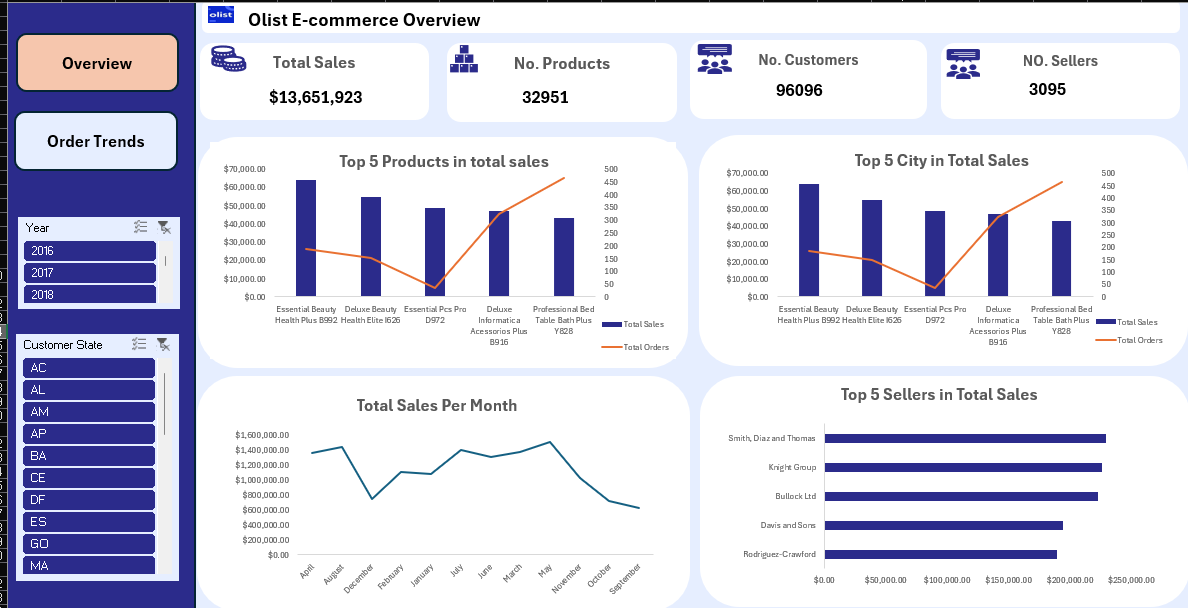 olist
Olist E-commerce Overview
Overview
Order Trends
Total Sales
$13,651,923
No. Products
32951
No. Customers
96096
NO. Sellers
3095
Year
2016
2017
2018
Customer State
AC
AL
AM
AP
BA
CE
DF
ES
GO
MA
Top 5 Products in total sales
$70,000.00
$60,000.00
$50,000.00
$40,000.00
$30,000.00
$20,000.00
$10,000.00
$0.00
500
450
400
350
300
250
200
150
100
50
0
Essential Beauty
Health Plus B992
Deluxe Beauty
Health Elite I626
Essential Pcs Pro
D972
Deluxe
Informatica
Acessorios Plus
B916
Professional Bed
Table Bath Plus
Y828
Total Sales
Total Orders
Top 5 City in Total Sales
$70,000.00
$60,000.00
$50,000.00
$40,000.00
$30,000.00
$20,000.00
$10,000.00
$0.00
500
450
400
350
300
250
200
150
100
50
0
Essential Beauty
Health Plus B992
Deluxe Beauty
Health Elite I626
Essential Pcs Pro
D972
Deluxe
Informatica
Acessorios Plus
B916
Professional Bed
Table Bath Plus
Y828
Total Sales
Total Orders
Total Sales Per Month
$1,600,000.00
$1,400,000.00
$1,200,000.00
$1,000,000.00
$800,000.00
$600,000.00
$400,000.00
$200,000.00
$0.00
April
August
December
February
January
July
June
March
May
November
October
September
Top 5 Sellers in Total Sales
Smith, Diaz and Thomas
Knight Group
Bullock Ltd
Davis and Sons
Rodriguez-Crawford
$0.00
$50,000.00
$100,000.00
$150,000.00
$200,000.00
$250,000.00